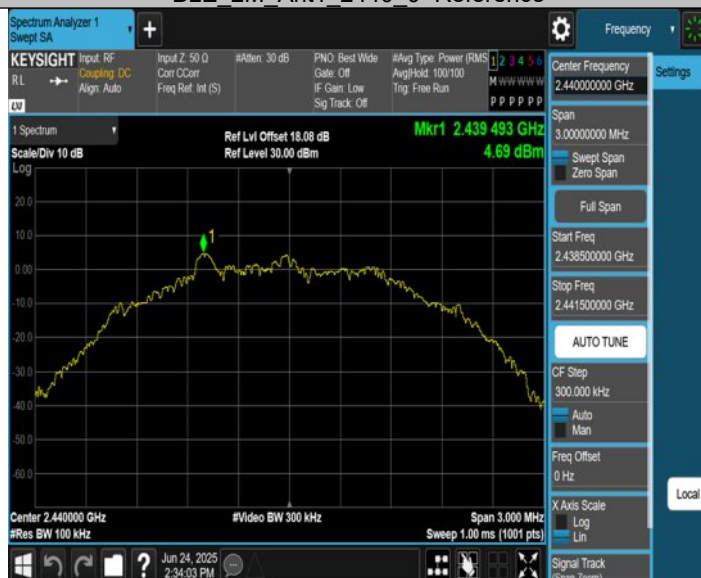 Spectrum Analyzer 1
Swept SA
+
Frequency
KEYSIGHT
RL
Input: RF
Coupling: DC
Align: Auto
Input Z: 50 Ω
Corr CCorr
Freq Ref: Int (S)
#Atten: 30 dB
PNO: Best Wide
Gate: Off
IF Gain: Low
Sig Track: Off
#Avg Type: Power (RMS
Avg|Hold: 100/100
Trig: Free Run
1 2 3 4 5 6
M W W W W W
P P P P P P
1 Spectrum
Scale/Div 10 dB
Log
Ref Lvl Offset 18.08 dB
Ref Level 30.00 dBm
Mkr1 2.439 493 GHz
4.69 dBm
20.0
10.0
0.00
-10.0
-20.0
-30.0
-40.0
-50.0
-60.0
1
Center 2.440000 GHz
#Res BW 100 kHz
#Video BW 300 kHz
Span 3.000 MHz
Sweep 1.00 ms (1001 pts)
Jun 24, 2025
2:34:03 PM
Center Frequency
2.440000000 GHz
Settings
Span
3.00000000 MHz
Swept Span
Zero Span
Full Span
Start Freq
2.438500000 GHz
Stop Freq
2.441500000 GHz
AUTO TUNE
CF Step
300.000 kHz
Auto
Man
Freq Offset
0 Hz
X Axis Scale
Log
Lin
Local
Signal Track
(Span Zoom)